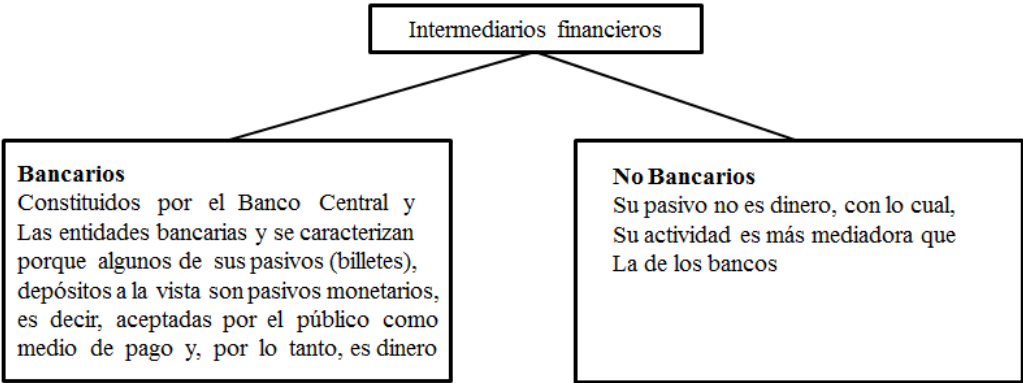 Intermediarios financieros
Bancarios
Constituidos por el Banco Central y
Las entidades bancarias y se caracterizan
porque algunos de sus pasivos (billetes),
depósitos a la vista son pasivos monetarios,
es decir, aceptadas por el público como
medio de pago y, por lo tanto, es dinero
No Bancarios
Su pasivo no es dinero, con lo cual,
Su actividad es más mediadora que
La de los bancos